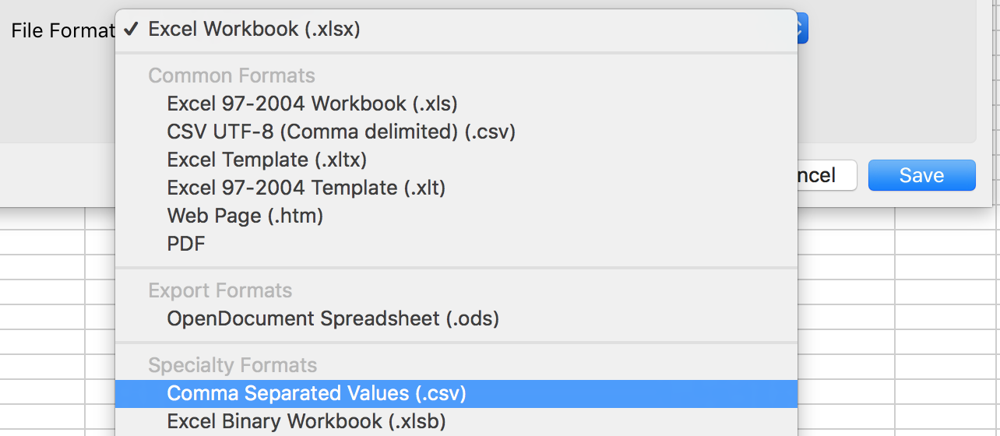 File Format
✓ Excel Workbook (.xlsx)
Common Formats
Excel 97-2004 Workbook (.xls)
CSV UTF-8 (Comma delimited) (.csv)
Excel Template (.xltx)
Excel 97-2004 Template (.xlt)
Web Page (.htm)
PDF
ncel
Save
Export Formats
OpenDocument Spreadsheet (.ods)
Specialty Formats
Comma Separated Values (.csv)
Excel Binary Workbook (.xlsb)